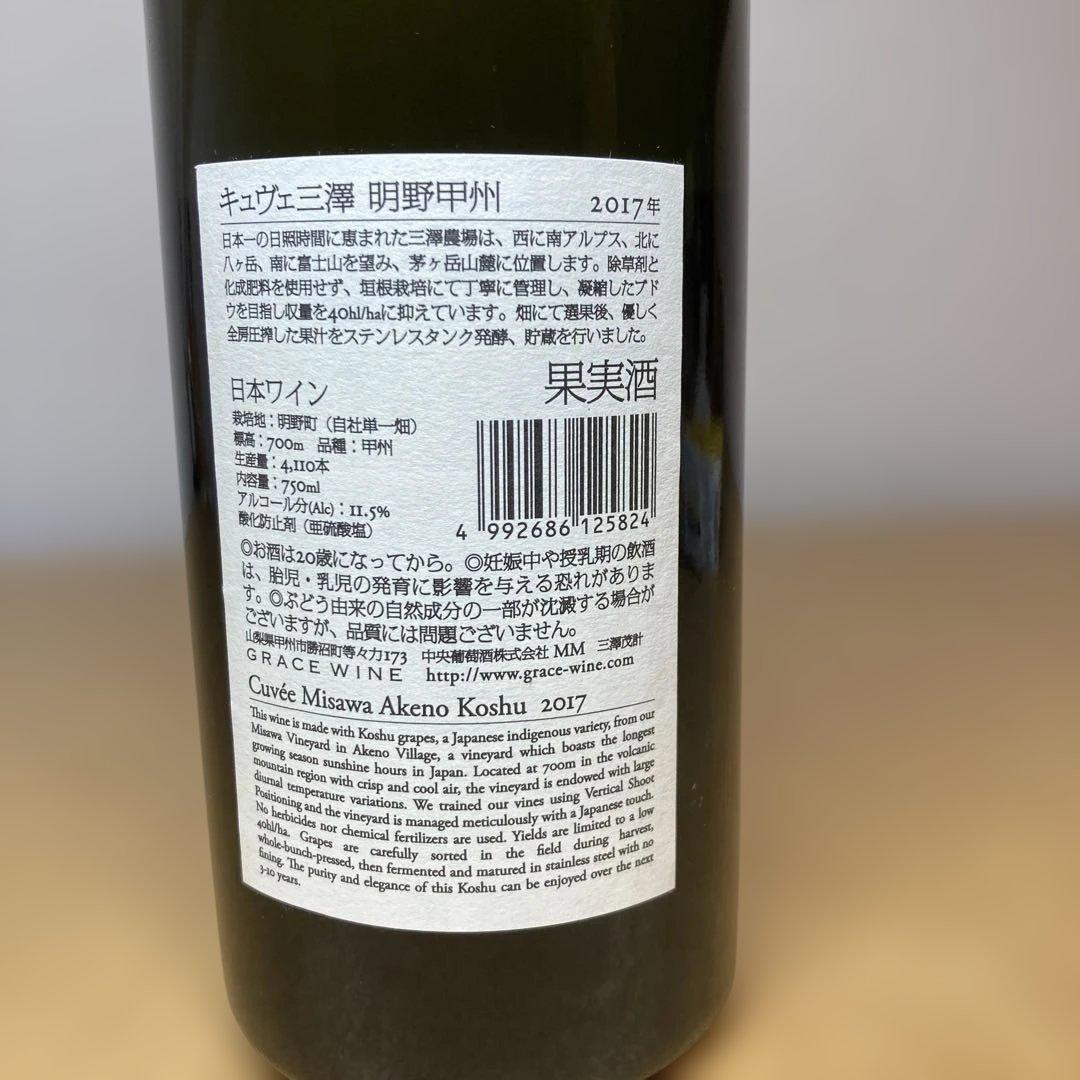 キュヴェ三澤 明野甲州 2017年
日本一の日照時間に恵まれた三澤農場は、西に南アルプス、北に
八ヶ岳、南に富士山を望み、茅ヶ岳山麓に位置します。除草剤と
化成肥料を使用せず、垣根栽培にて丁寧に管理し、凝縮したブド
ウを目指し収量を40hl/haに抑えています。畑にて選果後、優しく
全房圧搾した果汁をステンレスタンク発酵、貯蔵を行いました。
日本ワイン
果実酒
栽培地：明野町（自社単一畑）
標高：700m 品種：甲州
生産量：4,110本
内容量：750ml
アルコール分(Alc)：11.5%
酸化防止剤（亜硫酸塩）
4 992686 125824
◎お酒は20歳になってから。◎妊娠中や授乳期の飲酒
は、胎児・乳児の発育に影響を与える恐れがありま
す。◎ぶどう由来の自然成分の一部が沈澱する場合が
ございますが、品質には問題ございません。
山梨県甲州市勝沼町等々力173 中央葡萄酒株式会社 MM 三澤茂計
GRACE WINE http://www.grace-wine.com
Cuvée Misawa Akeno Koshu 2017
This wine is made with Koshu grapes, a Japanese indigenous variety, from our
Misawa Vineyard in Akeno Village, a vineyard which boasts the longest
growing season sunshine hours in Japan. Located at 700m in the volcanic
mountain region with crisp and cool air, the vineyard is endowed with large
diurnal temperature variations. We trained our vines using Vertical Shoot
Positioning and the vineyard is managed meticulously with a Japanese touch.
No herbicides nor chemical fertilizers are used. Yields are limited to a low
40hl/ha. Grapes are carefully sorted in the field during harvest,
whole-bunch-pressed, then fermented and matured in stainless steel with no
fining. The purity and elegance of this Koshu can be enjoyed over the next
3-10 years.